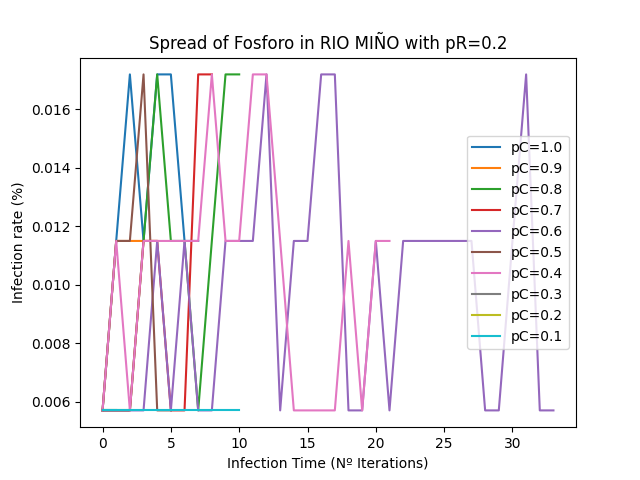 Spread of Fosforo in RIO MIÑO with pR=0.2
Infection rate (%)
0.016
0.014
0.012
0.010
0.008
0.006
pC=1.0
pC=0.9
pC=0.8
pC=0.7
pC=0.6
pC=0.5
pC=0.4
pC=0.3
pC=0.2
pC=0.1
0 5 10 15 20 25 30
Infection Time (Nº Iterations)